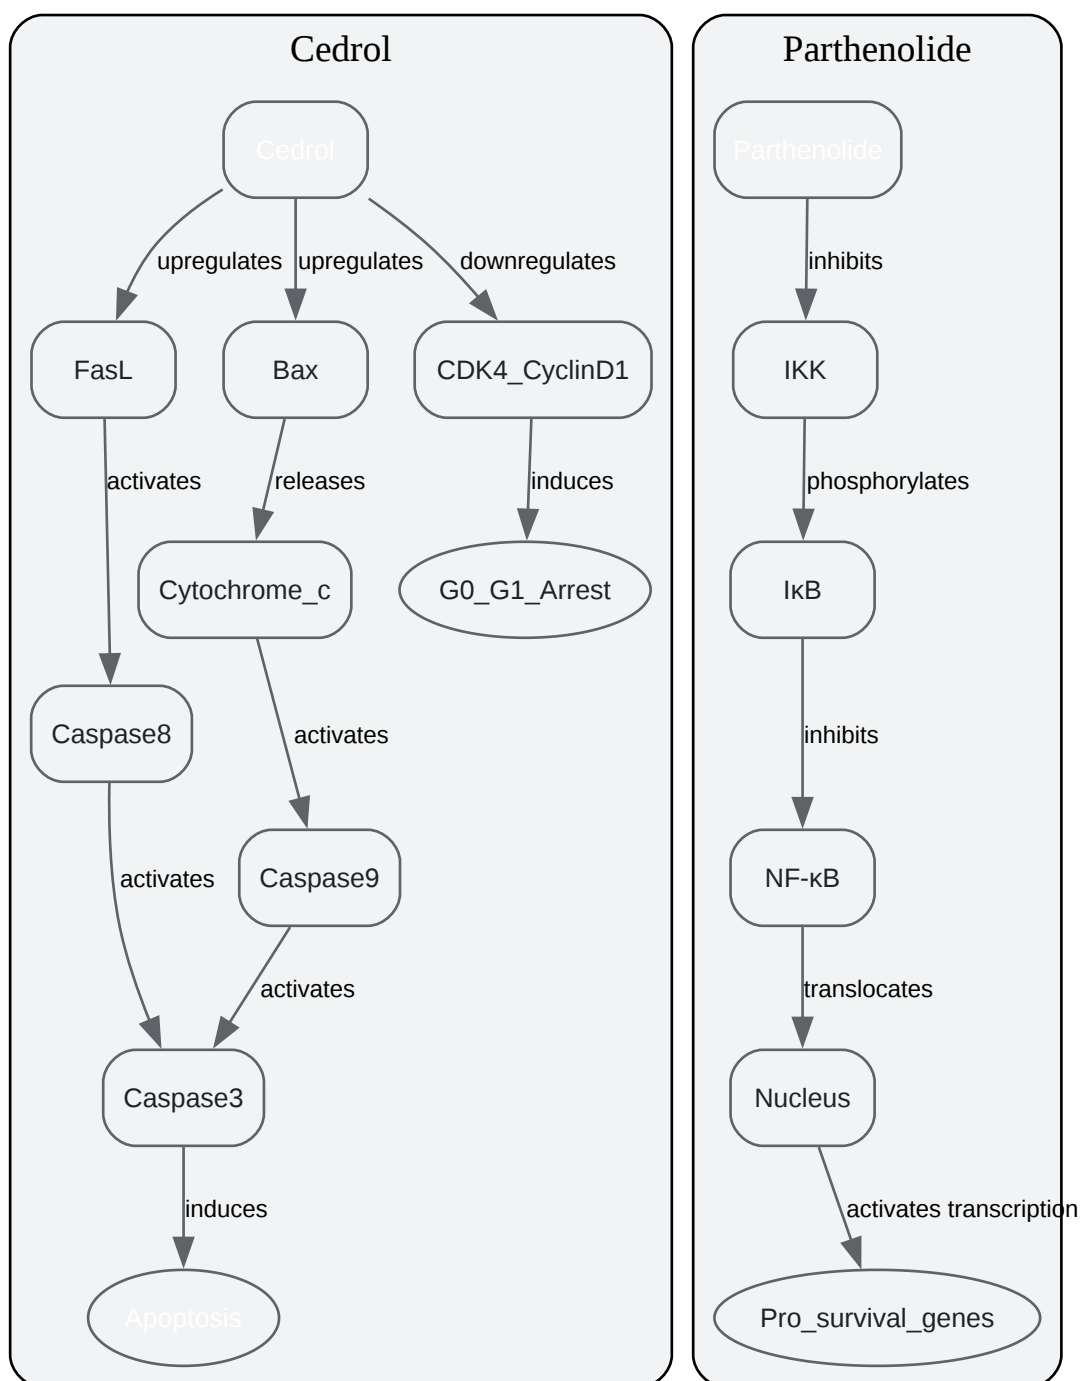 Cedrol
Cedrol
upregulates
upregulates
downregulates
FasL
Bax
CDK4_CyclinD1
activates
releases
induces
Cytochrome_c
G0_G1_Arrest
Caspase8
activates
activates
Caspase9
activates
Caspase3
induces
Apoptosis
Parthenolide
Parthenolide
inhibits
IKK
phosphorylates
IκB
inhibits
NF-κB
translocates
Nucleus
activates transcription
Pro_survival_genes